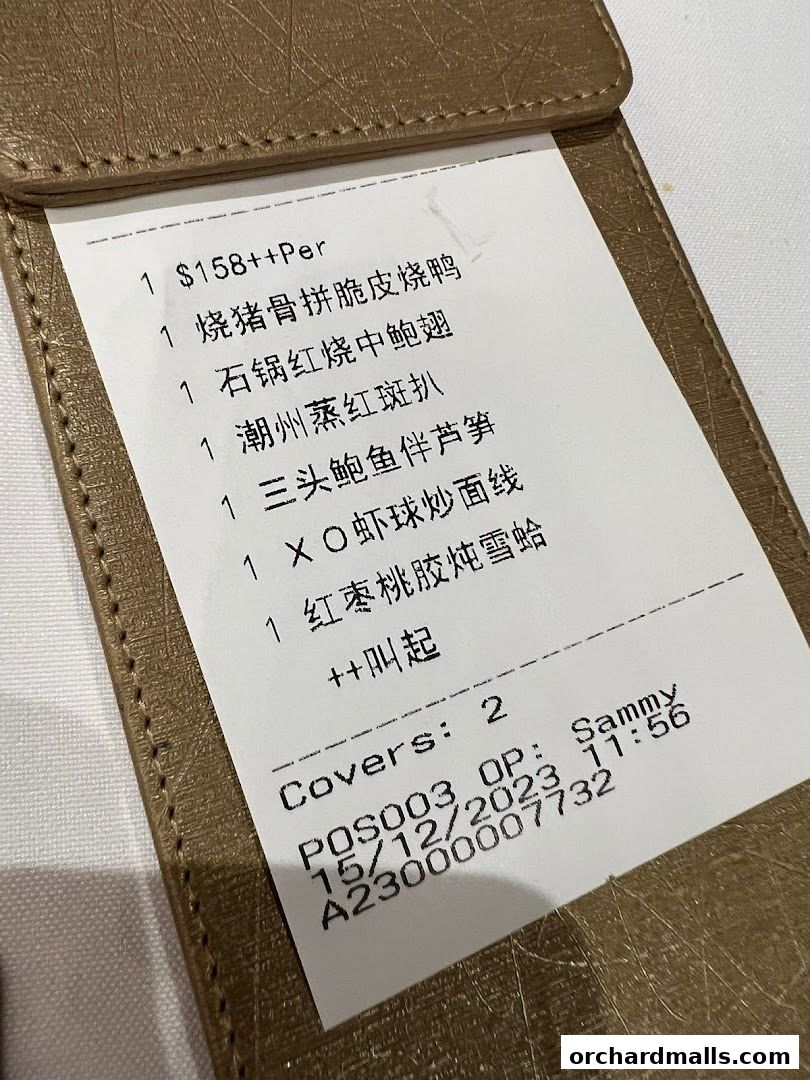 1 $158++Per
1 烧猪骨拼脆皮烧鸭
1 石锅红烧中鲍翅
1 潮州蒸红斑扒
1 三头鲍鱼伴芦笋
1 XO虾球炒面线
1 红枣桃胶炖雪蛤
++叫起
Covers: 2
POS003 OP: Sammy
15/12/2023 11:56
A23000007732
orchardmalls.com